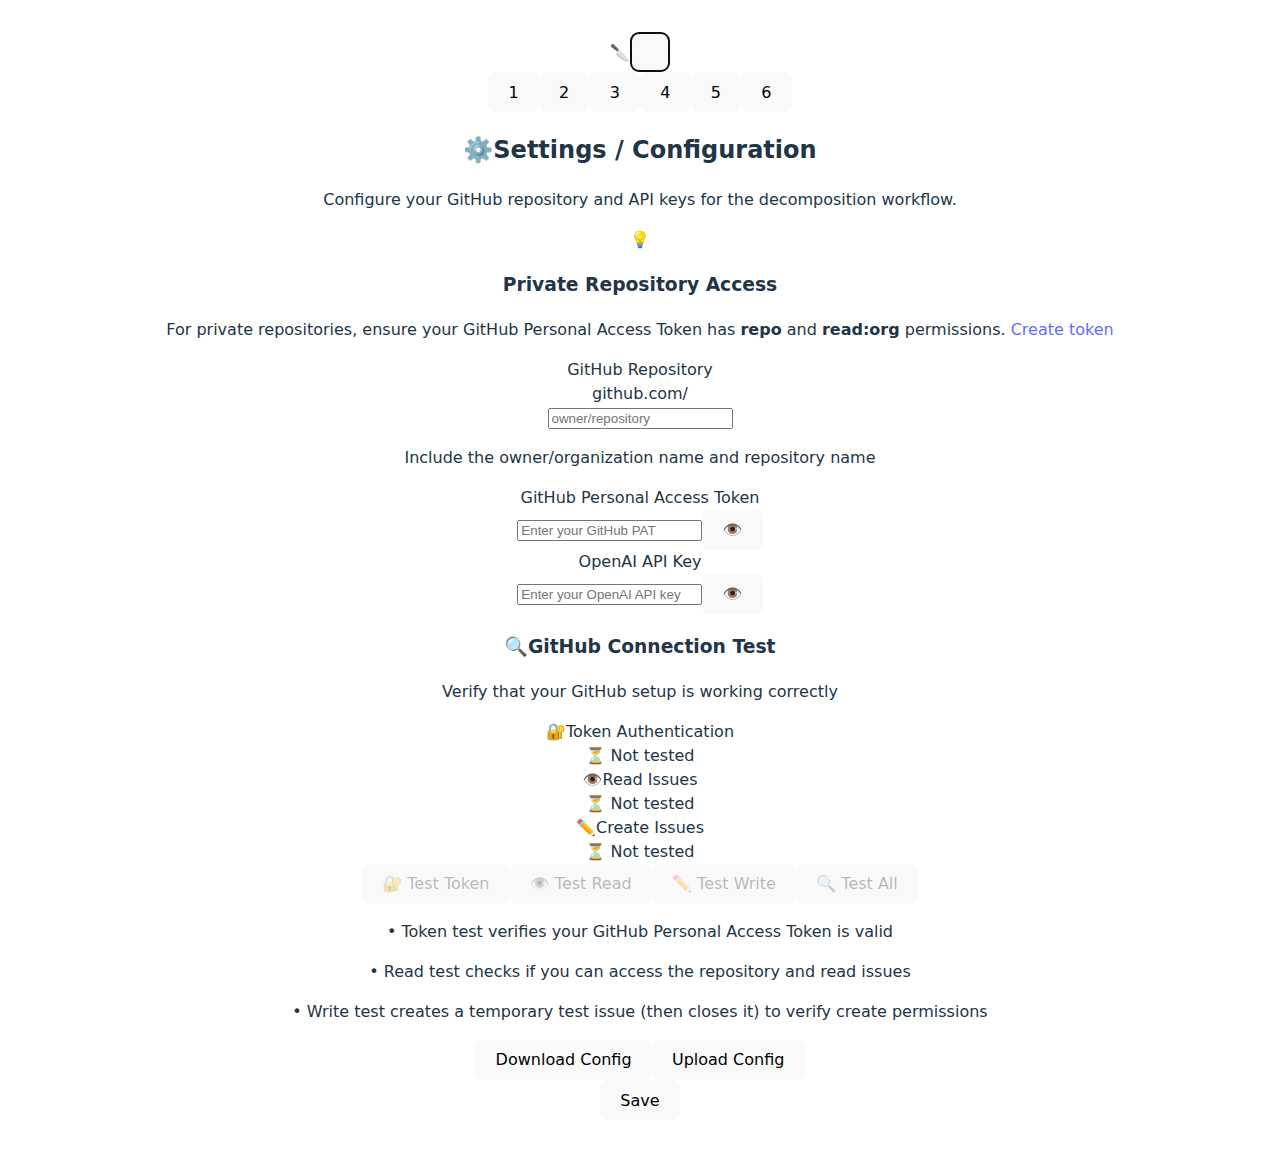 🔪
1 2 3 4 5 6
⚙️Settings / Configuration
Configure your GitHub repository and API keys for the decomposition workflow.
💡
Private Repository Access
For private repositories, ensure your GitHub Personal Access Token has repo and read:org permissions. Create token
GitHub Repository
github.com/
owner/repository
Include the owner/organization name and repository name
GitHub Personal Access Token
Enter your GitHub PAT 👁️
OpenAI API Key
Enter your OpenAI API key 👁️
🔍GitHub Connection Test
Verify that your GitHub setup is working correctly
🔐Token Authentication
⏳ Not tested
👁️Read Issues
⏳ Not tested
✏️Create Issues
⏳ Not tested
🔐 Test Token 👁️ Test Read ✏️ Test Write 🔍 Test All
• Token test verifies your GitHub Personal Access Token is valid
• Read test checks if you can access the repository and read issues
• Write test creates a temporary test issue (then closes it) to verify create permissions
Download Config Upload Config
Save